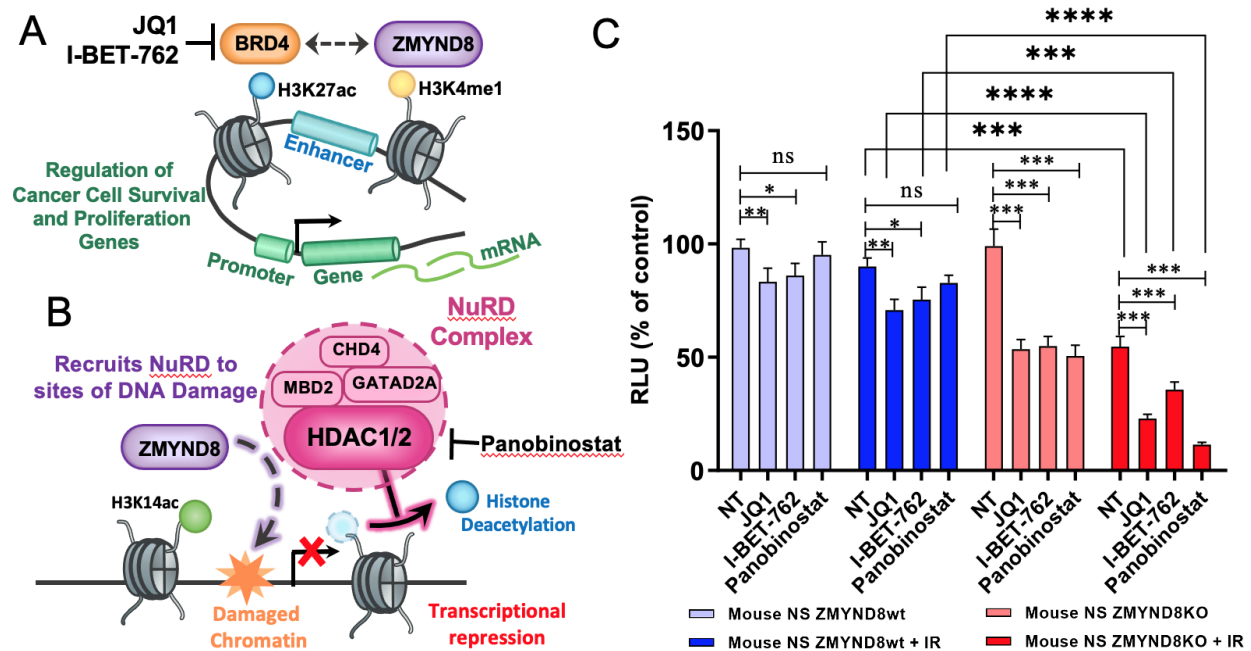 A
JQ1
I-BET-762
BRD4
ZMYND8
H3K27ac
H3K4me1
Enhancer
Regulation of
Cancer Cell Survival
and Proliferation
Genes
Promoter
Gene
mRNA
B
NuRD
Complex
Recruits NuRD to
sites of DNA Damage
CHD4
MBD2
GATAD2A
HDAC1/2
Panobinostat
ZMYND8
H3K14ac
Histone
Deacetylation
Damaged
Chromatin
Transcriptional
repression
C
****
***
****
***
RLU (% of control)
150
100
50
0
ns
*
**
ns
*
**
***
***
***
***
***
***
NT
JQ1
I-BET-762
Panobinostat
NT
JQ1
I-BET-762
Panobinostat
NT
JQ1
I-BET-762
Panobinostat
NT
JQ1
I-BET-762
Panobinostat
Mouse NS ZMYND8wt
Mouse NS ZMYND8wt + IR
Mouse NS ZMYND8KO
Mouse NS ZMYND8KO + IR